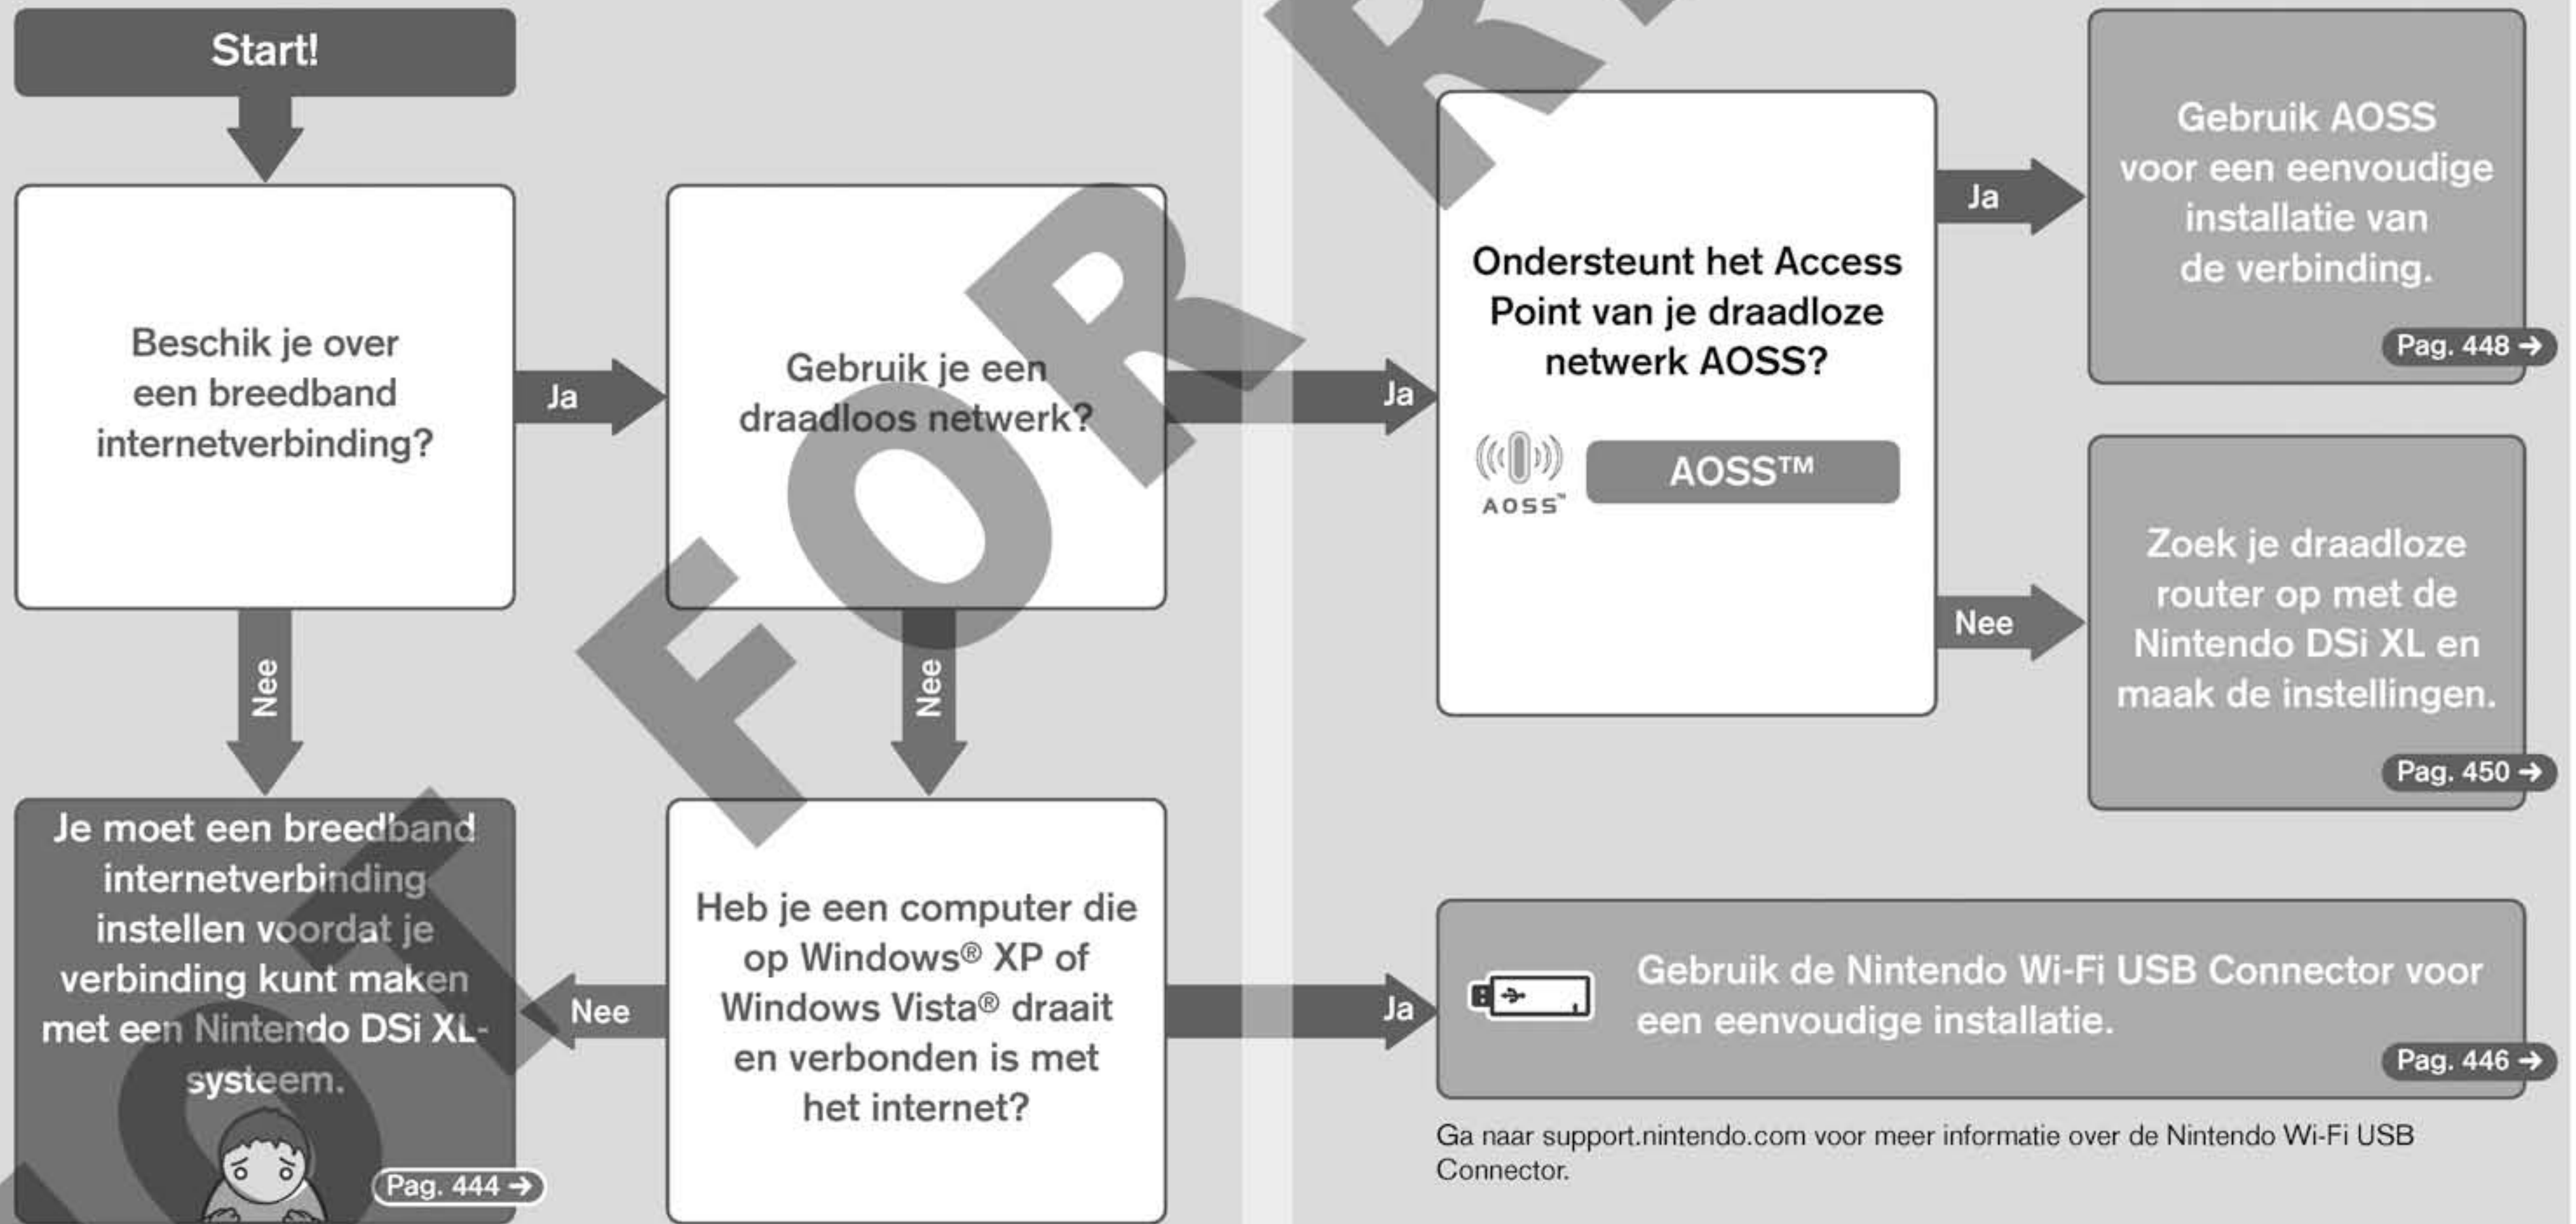 Start!
Beschik je over
een breedband
internetverbinding?
Ja
Nee
Gebruik je een
draadloos netwerk?
Ja
Nee
Ondersteunt het Access
Point van je draadloze
netwerk AOSS?
AOSS™
AOSS™
Ja
Nee
Gebruik AOSS
voor een eenvoudige
installatie van
de verbinding.
Pag. 448 →
Zoek je draadloze
router op met de
Nintendo DSi XL en
maak de instellingen.
Pag. 450 →
Je moet een breedband
internetverbinding
instellen voordat je
verbinding kunt maken
met een Nintendo DSi XL-
systeem.
Pag. 444 →
Nee
Heb je een computer die
op Windows® XP of
Windows Vista® draait
en verbonden is met
het internet?
Ja
Gebruik de Nintendo Wi-Fi USB Connector voor
een eenvoudige installatie.
Pag. 446 →
Ga naar support.nintendo.com voor meer informatie over de Nintendo Wi-Fi USB
Connector.
FOR